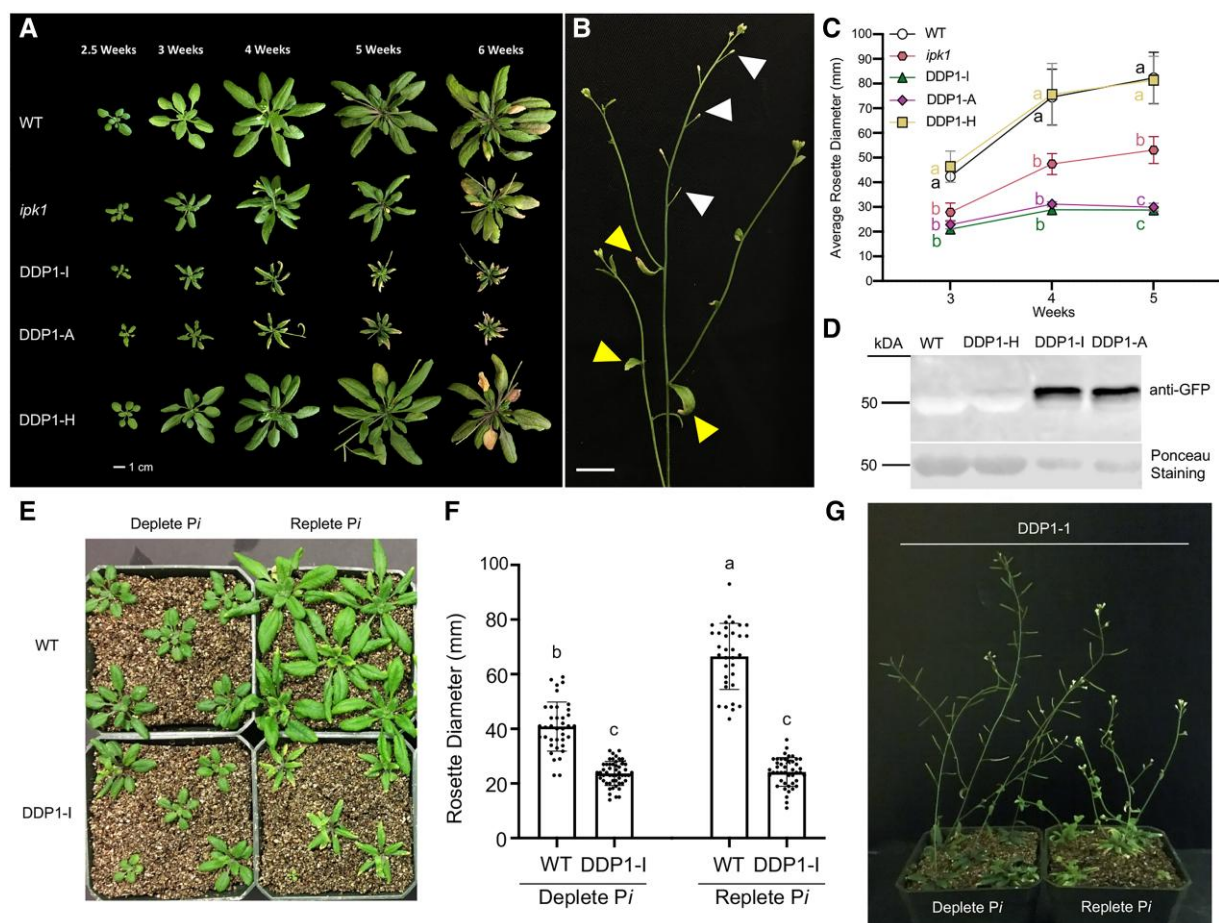 A
2.5 Weeks 3 Weeks 4 Weeks 5 Weeks 6 Weeks
WT
ipk1
DDP1-I
DDP1-A
DDP1-H
1 cm
B
C
Average Rosette Diameter (mm)
100
90
80
70
60
50
40
30
20
10
0
WT
ipk1
DDP1-I
DDP1-A
DDP1-H
a
a
b
b
b
a
a
b
b
b
a
a
b
c
c
3 4 5
Weeks
D
kDA WT DDP1-H DDP1-I DDP1-A
50
anti-GFP
50
Ponceau
Staining
E
Deplete Pi Replete Pi
WT
DDP1-I
F
Rosette Diameter (mm)
100
80
60
40
20
0
b
c
a
c
WT DDP1-I WT DDP1-I
Deplete Pi Replete Pi
G
DDP1-1
Deplete Pi Replete Pi